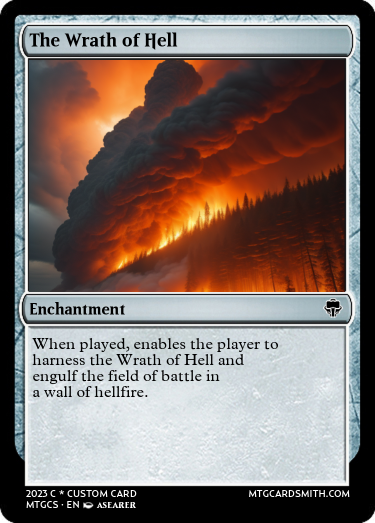 The Wrath of Hell
Enchantment
When played, enables the player to
harness the Wrath of Hell and
engulf the field of battle in
a wall of hellfire.
2023 C * CUSTOM CARD
MTGCARDSMITH.COM
MTGCS · EN ASEARER